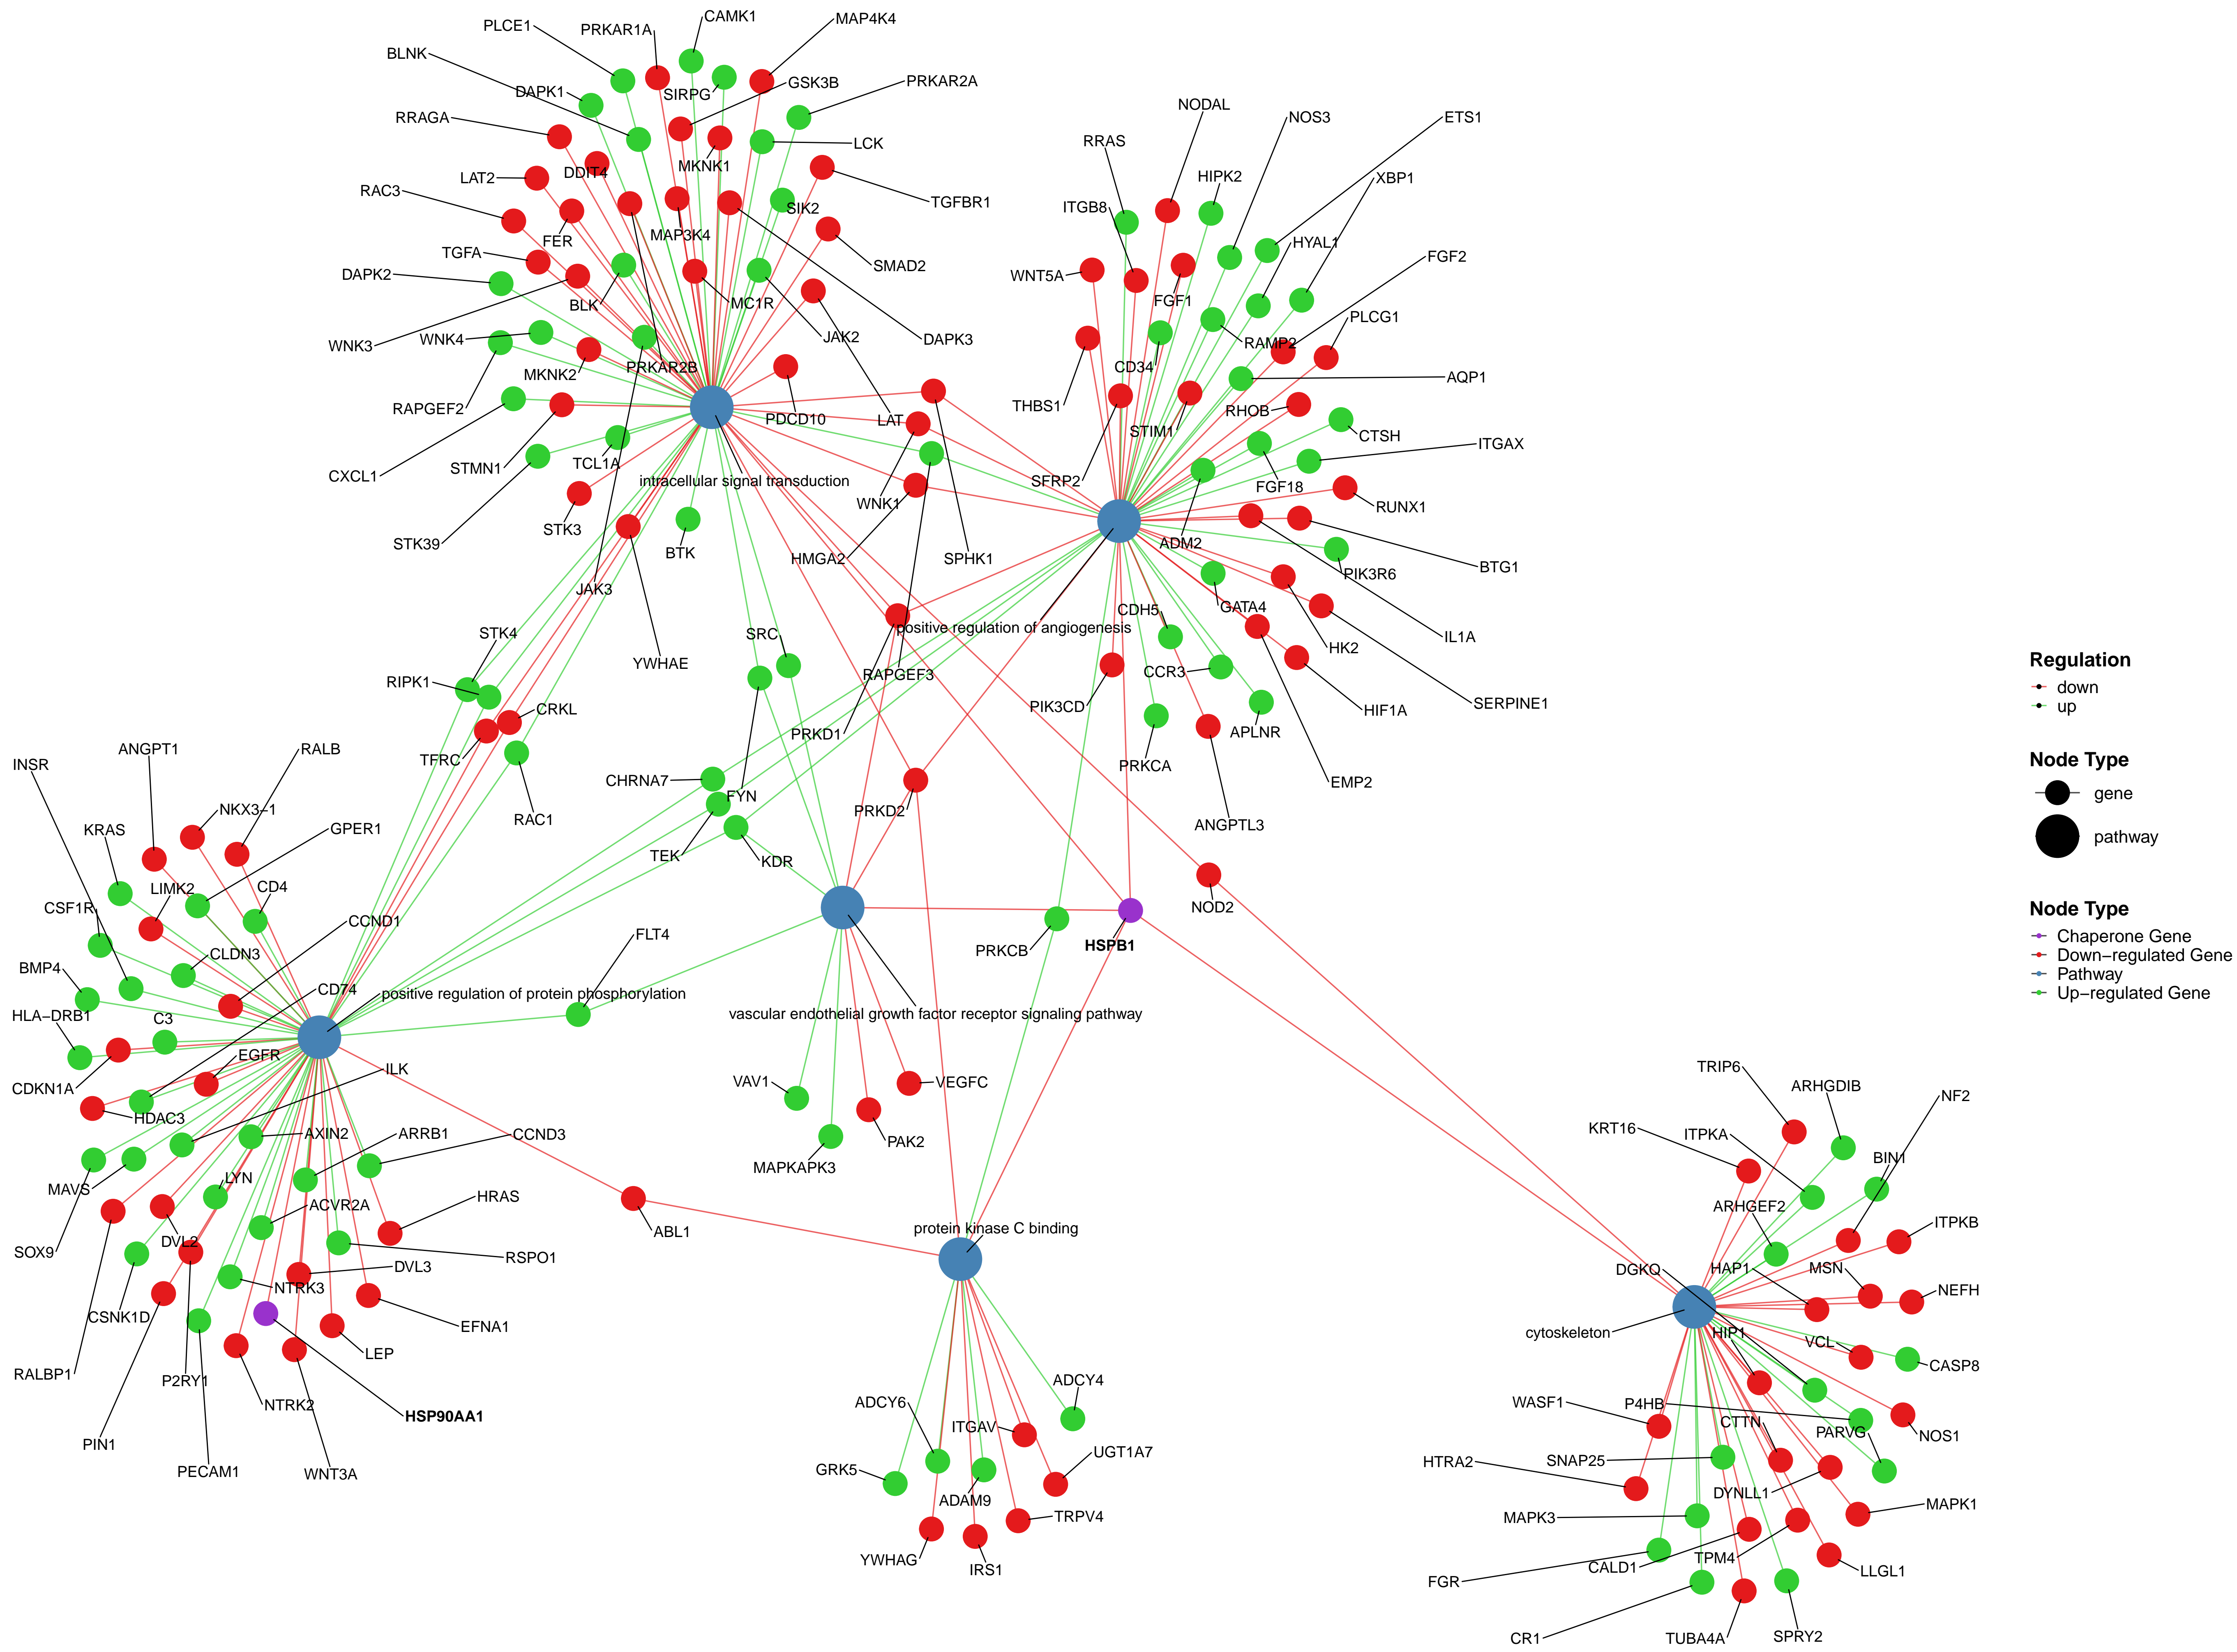 CAMK1
MAP4K4
PLCE1
PRKAR1A
BLNK
GSK3B
PRKAR2A
SIRPG
DAPK1
RRAGA
LCK
MKNK1
DDIT4
LAT2
RAC3
TGFBR1
SIK2
MAP3K4
FER
TGFA
SMAD2
DAPK2
BLK
MC1R
JAK2
DAPK3
WNK3
WNK4
PRKAR2B
MKNK2
RAPGEF2
PDCD10
LAT
TCL1A
STMN1
CXCL1
intracellular signal transduction
WNK1
STK3
STK39
BTK
HMGA2
SPHK1
JAK3
NODAL
NOS3
ETS1
RRAS
HIPK2
XBP1
ITGB8
HYAL1
FGF2
WNT5A
FGF1
PLCG1
RAMP2
CD34
AQP1
THBS1
RHOB
STIM1
CTSH
ITGAX
SFRP2
FGF18
RUNX1
ADM2
BTG1
PIK3R6
GATA4
CDH5
positive regulation of angiogenesis
IL1A
HK2
STK4
SRC
YWHAE
RAPGEF3
CCR3
RIPK1
PIK3CD
HIF1A
SERPINE1
CRKL
PRKD1
APLNR
TFRC
PRKCA
CHRNA7
EMP2
FYN
PRKD2
RAC1
ANGPTL3
TEK
KDR
ANGPT1
RALB
INSR
NKX3−1
KRAS
GPER1
LIMK2
CD4
CSF1R
CCND1
FLT4
NOD2
PRKCB
HSPB1
CLDN3
BMP4
CD74
positive regulation of protein phosphorylation
HLA−DRB1
C3
vascular endothelial growth factor receptor signaling pathway
EGFR
ILK
CDKN1A
HDAC3
VAV1
VEGFC
AXIN2
ARRB1
CCND3
PAK2
MAPKAPK3
MAVS
LYN
HRAS
ACVR2A
SOX9
DVL2
RSPO1
ABL1
protein kinase C binding
DVL3
NTRK3
CSNK1D
EFNA1
LEP
RALBP1
P2RY1
NTRK2
HSP90AA1
PIN1
PECAM1
WNT3A
ADCY4
ADCY6
ITGAV
UGT1A7
GRK5
ADAM9
TRPV4
YWHAG
IRS1
TRIP6
ARHGDIB
NF2
KRT16
ITPKA
BIN1
ARHGEF2
ITPKB
DGKQ
HAP1
MSN
NEFH
cytoskeleton
HIP1
VCL
CASP8
WASF1
P4HB
CTTN
PARVG
NOS1
HTRA2
SNAP25
DYNLL1
MAPK1
MAPK3
CALD1
TPM4
LLGL1
FGR
CR1
TUBA4A
SPRY2
Regulation
down
up
Node Type
gene
pathway
Node Type
Chaperone Gene
Down−regulated Gene
Pathway
Up−regulated Gene